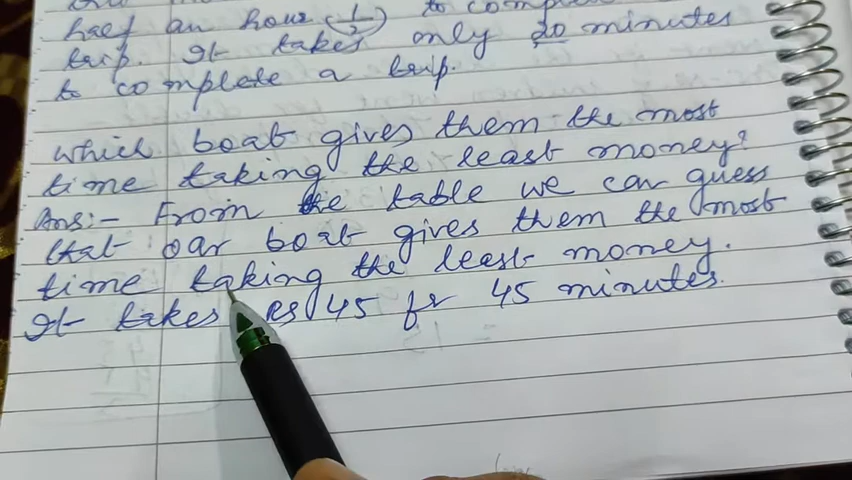 half an hour (1/2) to comple
trip. It takes only 20 minutes
to complete a trip.
which boat gives them the most
time taking the least money?
Ans:- From the table we can guess
that oar boat gives them the most
time taking the least money.
It takes Rs 45 for 45 minutes.